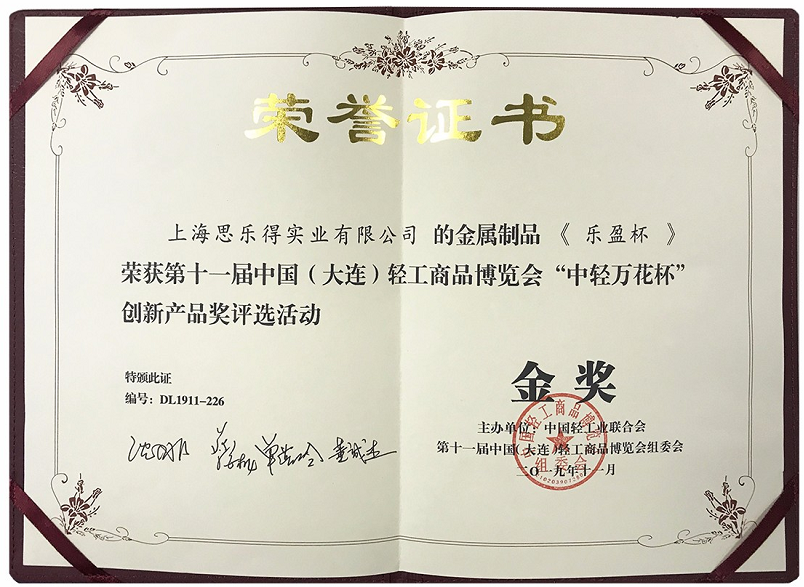 荣誉证书
上海思乐得实业有限公司 的金属制品《 乐盈杯 》
荣获第十一届中国（大连）轻工商品博览会“中轻万花杯”
创新产品奖评选活动
特颁此证
编号：DL1911-226
金奖
主办单位：中国轻工业联合会
第十一届中国(大连)轻工商品博览会组委会
二〇一九年十一月
组委会